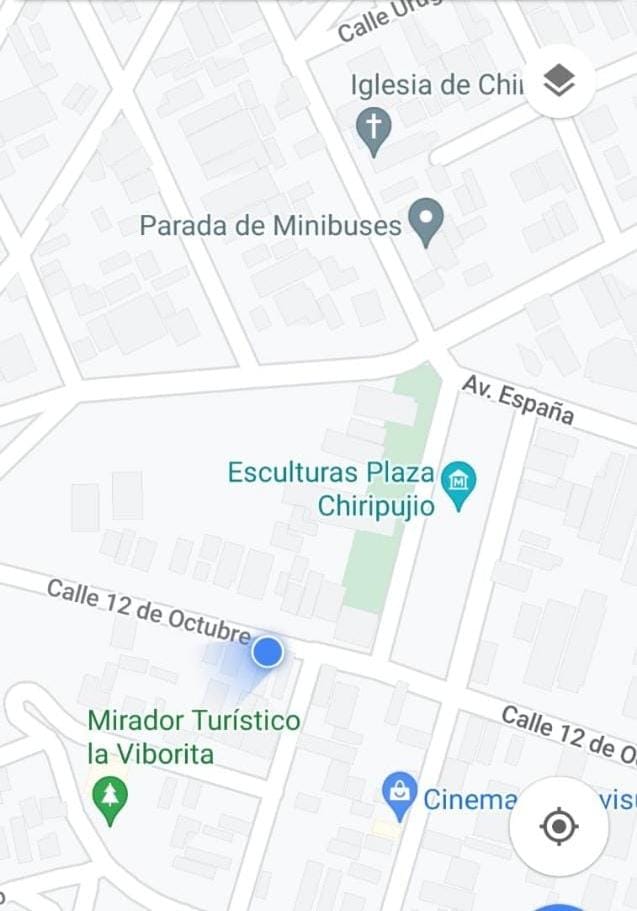 Calle
Iglesia de
Parada de Minibuses
Av. España
Esculturas Plaza
Chiripujio
Calle 12 de Octubre
Mirador Turístico
la Viborita
Calle 12 de
Cinema